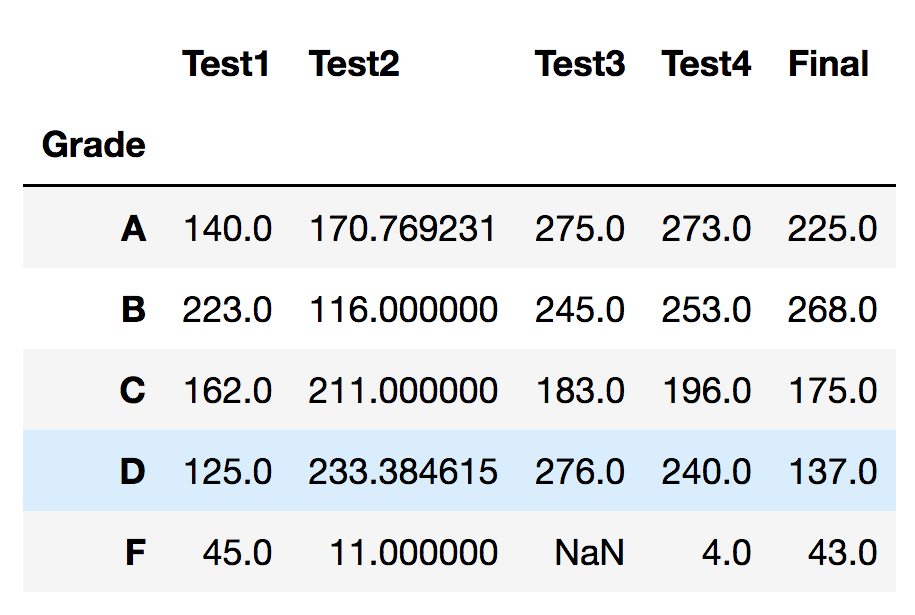 Test1 Test2 Test3 Test4 Final
Grade
A 140.0 170.769231 275.0 273.0 225.0
B 223.0 116.000000 245.0 253.0 268.0
C 162.0 211.000000 183.0 196.0 175.0
D 125.0 233.384615 276.0 240.0 137.0
F 45.0 11.000000 NaN 4.0 43.0